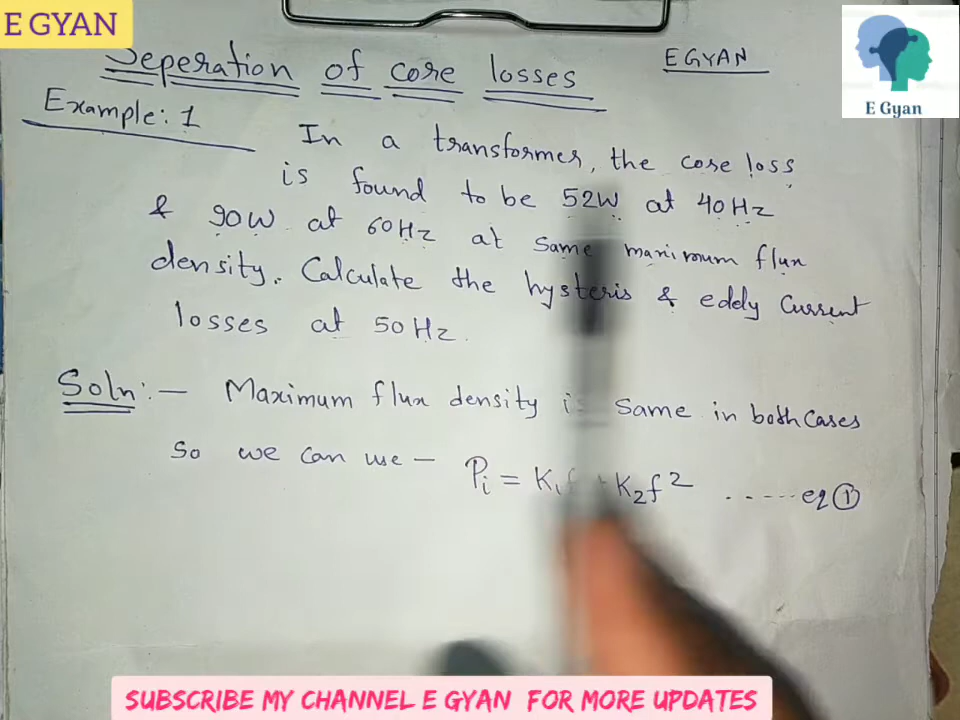 E GYAN
Seperation of core losses
EGYAN
E Gyan
Example: 1
In a transformer, the core loss
is found to be 52W at 40Hz
& 90W at 60Hz at same maximum flux
density. Calculate the hysteris & eddy current
losses at 50Hz.
Soln:- Maximum flux density is same in both cases
So we can use - Pi = K1f + K2f² ......eq ①
SUBSCRIBE MY CHANNEL E GYAN FOR MORE UPDATES